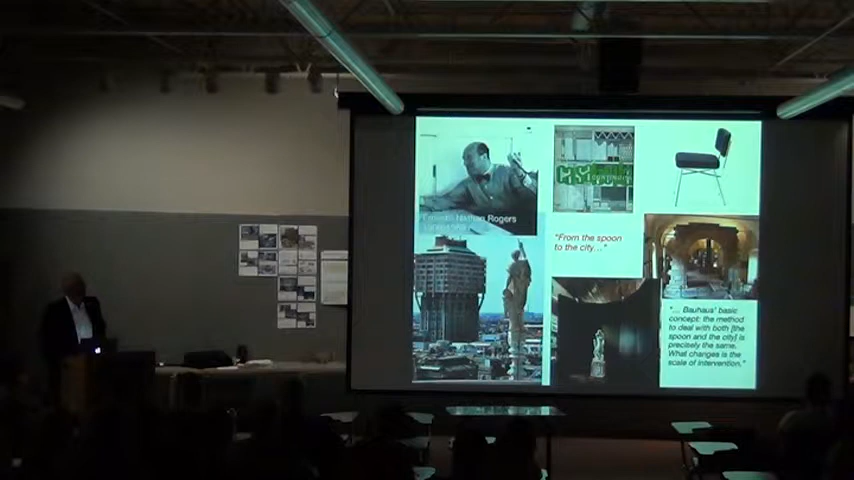 Ernesto Nathan Rogers
"From the spoon
to the city..."
"... Bauhaus' basic
concept: the method
to deal with both [the
spoon and the city] is
precisely the same.
What changes is the
scale of intervention."